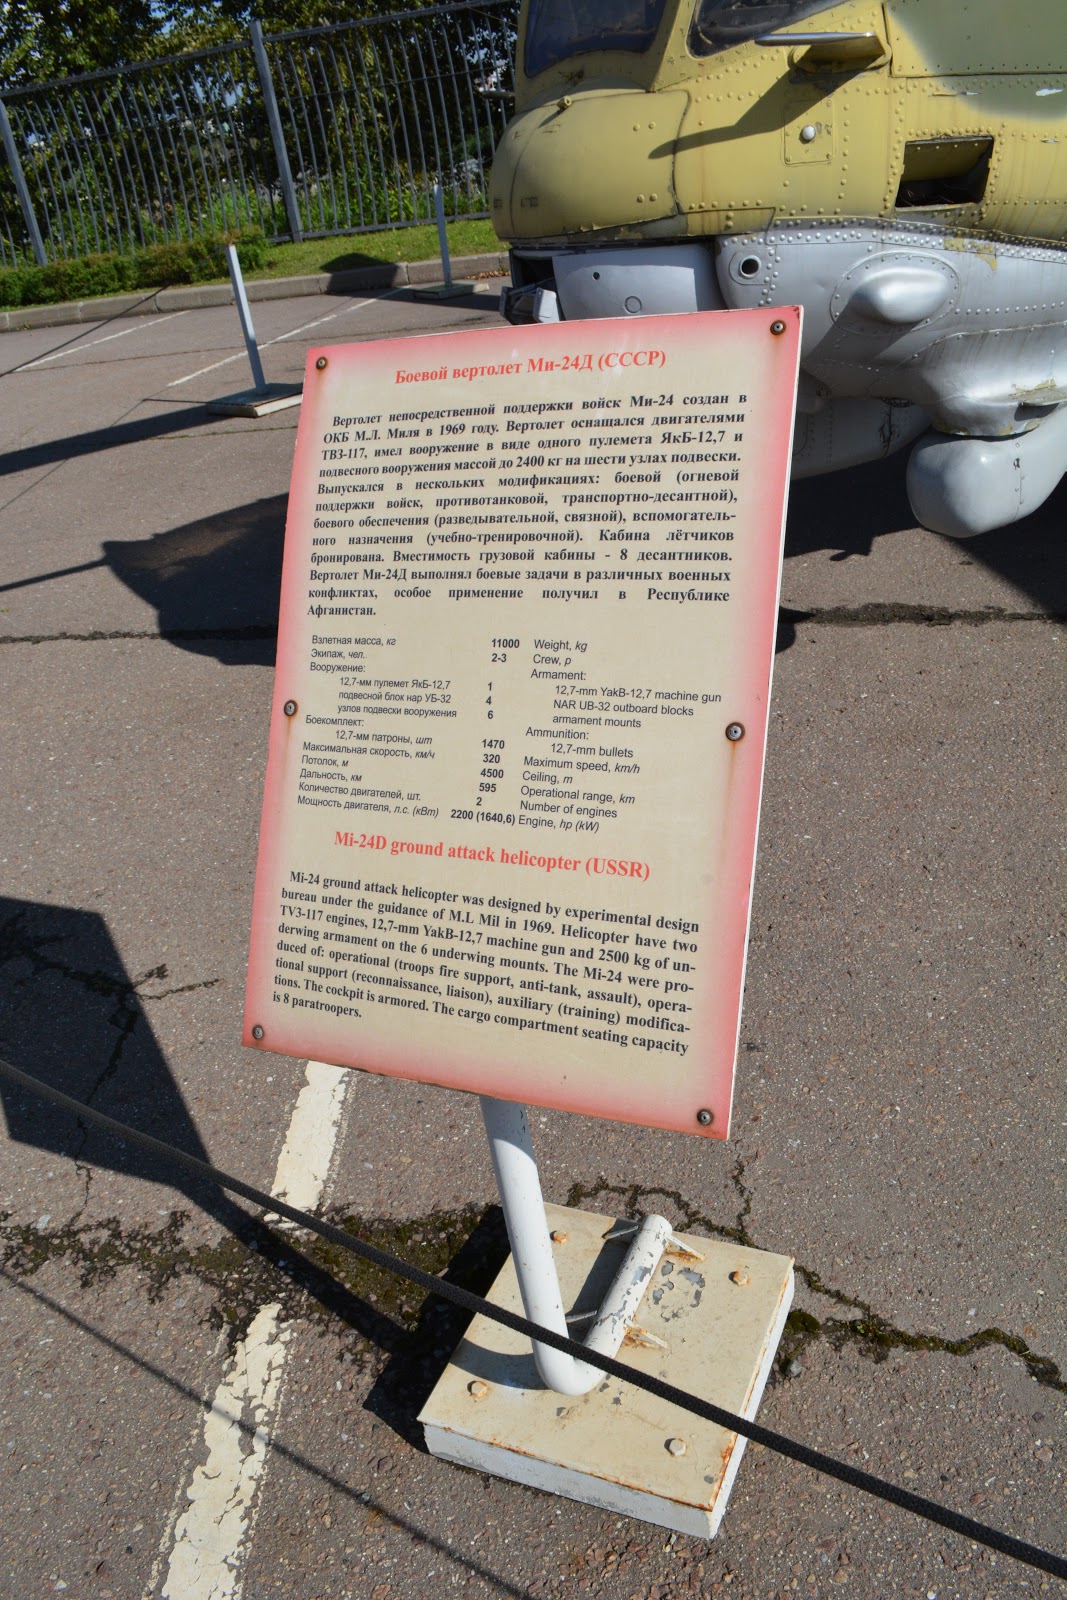 Боевой вертолет Ми-24Д (СССР)
Вертолет непосредственной поддержки войск Ми-24 создан в
ОКБ М.Л. Миля в 1969 году. Вертолет оснащался двигателями
ТВ3-117, имел вооружение в виде одного пулемета ЯкБ-12,7 и
подвесного вооружения массой до 2400 кг на шести узлах подвески.
Выпускался в нескольких модификациях: боевой (огневой
поддержки войск, противотанковой, транспортно-десантной),
боевого обеспечения (разведывательной, связной), вспомогатель-
ного назначения (учебно-тренировочной). Кабина лётчиков
бронирована. Вместимость грузовой кабины - 8 десантников.
Вертолет Ми-24Д выполнял боевые задачи в различных военных
конфликтах, особое применение получил в Республике
Афганистан.
Взлетная масса, кг 11000 Weight, kg
Экипаж, чел. 2-3 Crew, p
Вооружение: Armament:
12,7-мм пулемет ЯкБ-12,7 1 12,7-mm YakB-12,7 machine gun
подвесной блок нар УБ-32 4 NAR UB-32 outboard blocks
узлов подвески вооружения 6 armament mounts
Боекомплект: Ammunition:
12,7-мм патроны, шт 1470 12,7-mm bullets
Максимальная скорость, км/ч 320 Maximum speed, km/h
Потолок, м 4500 Ceiling, m
Дальность, км 595 Operational range, km
Количество двигателей, шт. 2 Number of engines
Мощность двигателя, л.с. (кВт) 2200 (1640,6) Engine, hp (kW)
Mi-24D ground attack helicopter (USSR)
Mi-24 ground attack helicopter was designed by experimental design
bureau under the guidance of M.L Mil in 1969. Helicopter have two
TV3-117 engines, 12,7-mm YakB-12,7 machine gun and 2500 kg of un-
derwing armament on the 6 underwing mounts. The Mi-24 were pro-
duced of: operational (troops fire support, anti-tank, assault), opera-
tional support (reconnaissance, liaison), auxiliary (training) modifica-
tions. The cockpit is armored. The cargo compartment seating capacity
is 8 paratroopers.